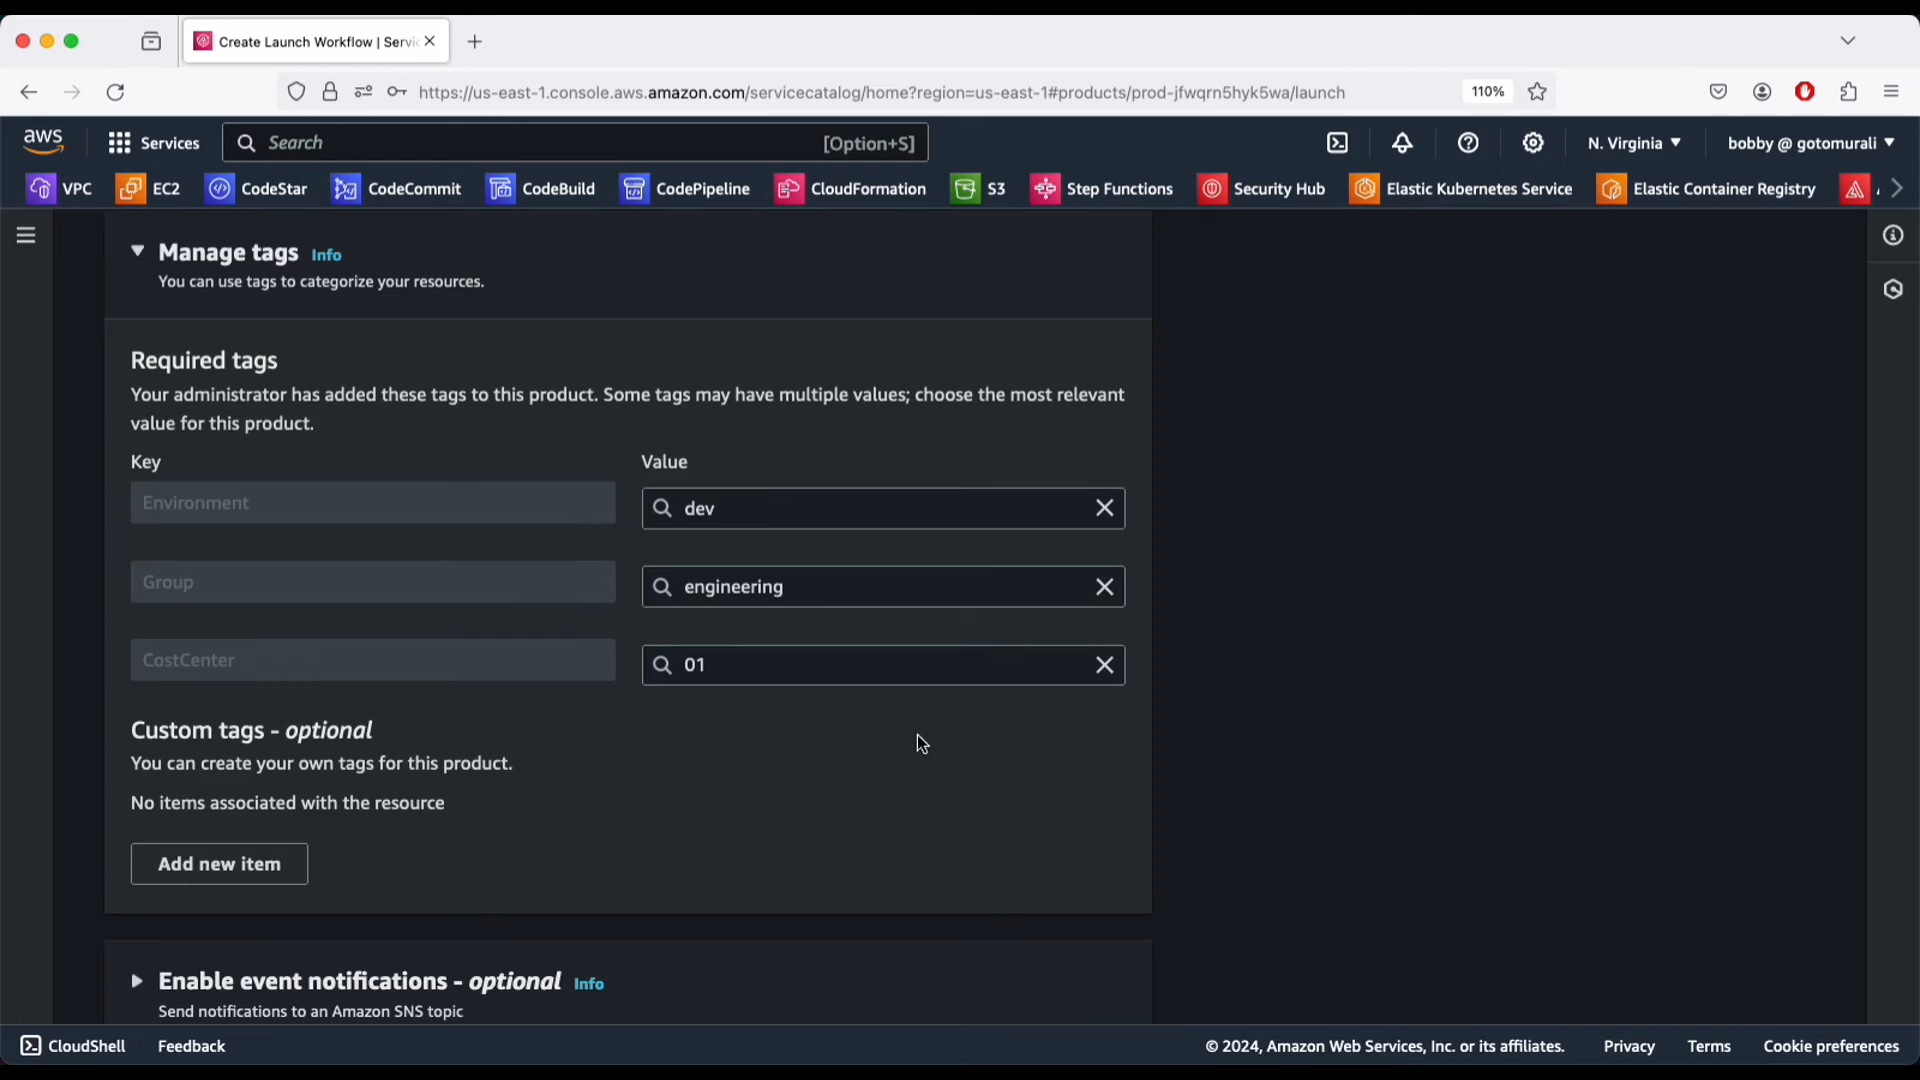 Create Launch Workflow | Servi
https://us-east-1.console.aws.amazon.com/servicecatalog/home?region=us-east-1#products/prod-jfwqrn5hyk5wa/launch
110%
aws
Services
Search
[Option+S]
N. Virginia
bobby @ gotomurali
VPC
EC2
CodeStar
CodeCommit
CodeBuild
CodePipeline
CloudFormation
S3
Step Functions
Security Hub
Elastic Kubernetes Service
Elastic Container Registry
Manage tags Info
You can use tags to categorize your resources.
Required tags
Your administrator has added these tags to this product. Some tags may have multiple values; choose the most relevant
value for this product.
Key
Value
Environment
dev
Group
engineering
CostCenter
01
Custom tags - optional
You can create your own tags for this product.
No items associated with the resource
Add new item
Enable event notifications - optional Info
Send notifications to an Amazon SNS topic
CloudShell
Feedback
© 2024, Amazon Web Services, Inc. or its affiliates.
Privacy
Terms
Cookie preferences